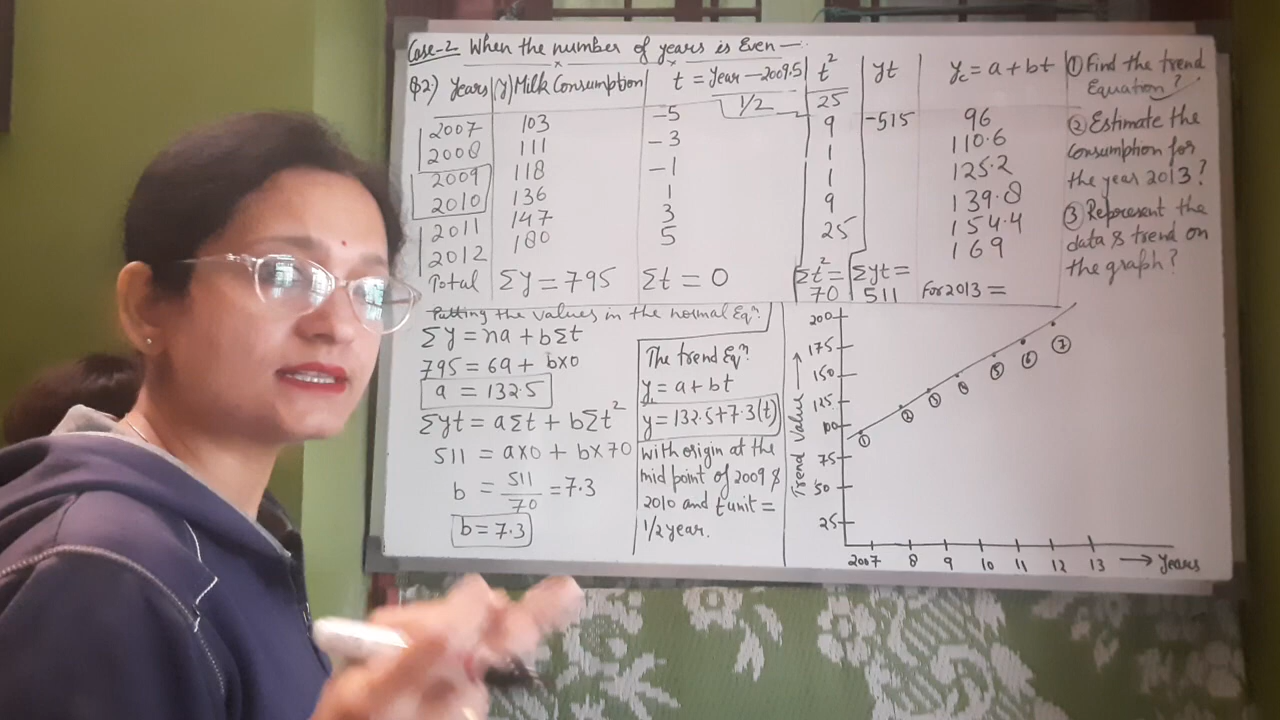 Case-2 When the number of years is Even —
Q2) Years (y) Milk Consumption t = Year - 2009.5 t² yt yc = a + bt
1/2
2007 103 -5 25 -515 96
2008 111 -3 9 110.6
2009 118 -1 1 125.2
2010 136 1 1 139.8
2011 147 3 9 154.4
2012 180 5 25 169
Total Σy = 795 Σt = 0 Σt² = 70 Σyt = 511 For 2013 =
① Find the trend
Equation?
② Estimate the
consumption for
the year 2013?
③ Represent the
data & trend on
the graph?
Putting the values in the normal Eqⁿ.
Σy = na + bΣt
795 = 6a + b×0
a = 132.5
Σyt = aΣt + bΣt²
511 = a×0 + b×70
b = 511/70 = 7.3
b = 7.3
The trend Eqⁿ.
yc = a + bt
y = 132.5 + 7.3(t)
with origin at the
mid point of 2009 &
2010 and t unit =
1/2 year.
Trend Value
200
175
150
125
100
75
50
25
① ② ③ ④ ⑤ ⑥ ⑦
2007 8 9 10 11 12 13 → Years